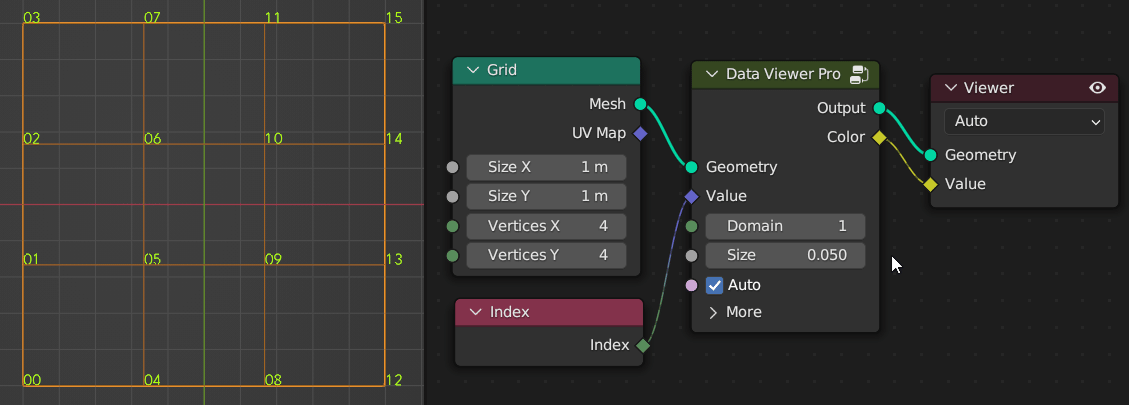 03 07 11 15
02 06 10 14
01 05 09 13
00 04 08 12
Grid
Mesh
UV Map
Size X 1 m
Size Y 1 m
Vertices X 4
Vertices Y 4
Index
Index
Data Viewer Pro
Output
Color
Geometry
Value
Domain 1
Size 0.050
Auto
More
Viewer
Auto
Geometry
Value